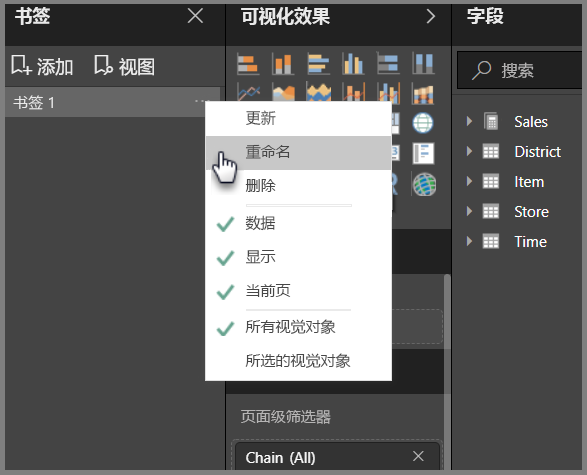 书签
添加 视图
书签 1
更新
重命名
删除
数据
显示
当前页
所有视觉对象
所选的视觉对象
可视化效果
页面级筛选器
Chain (All)
字段
搜索
Sales
District
Item
Store
Time